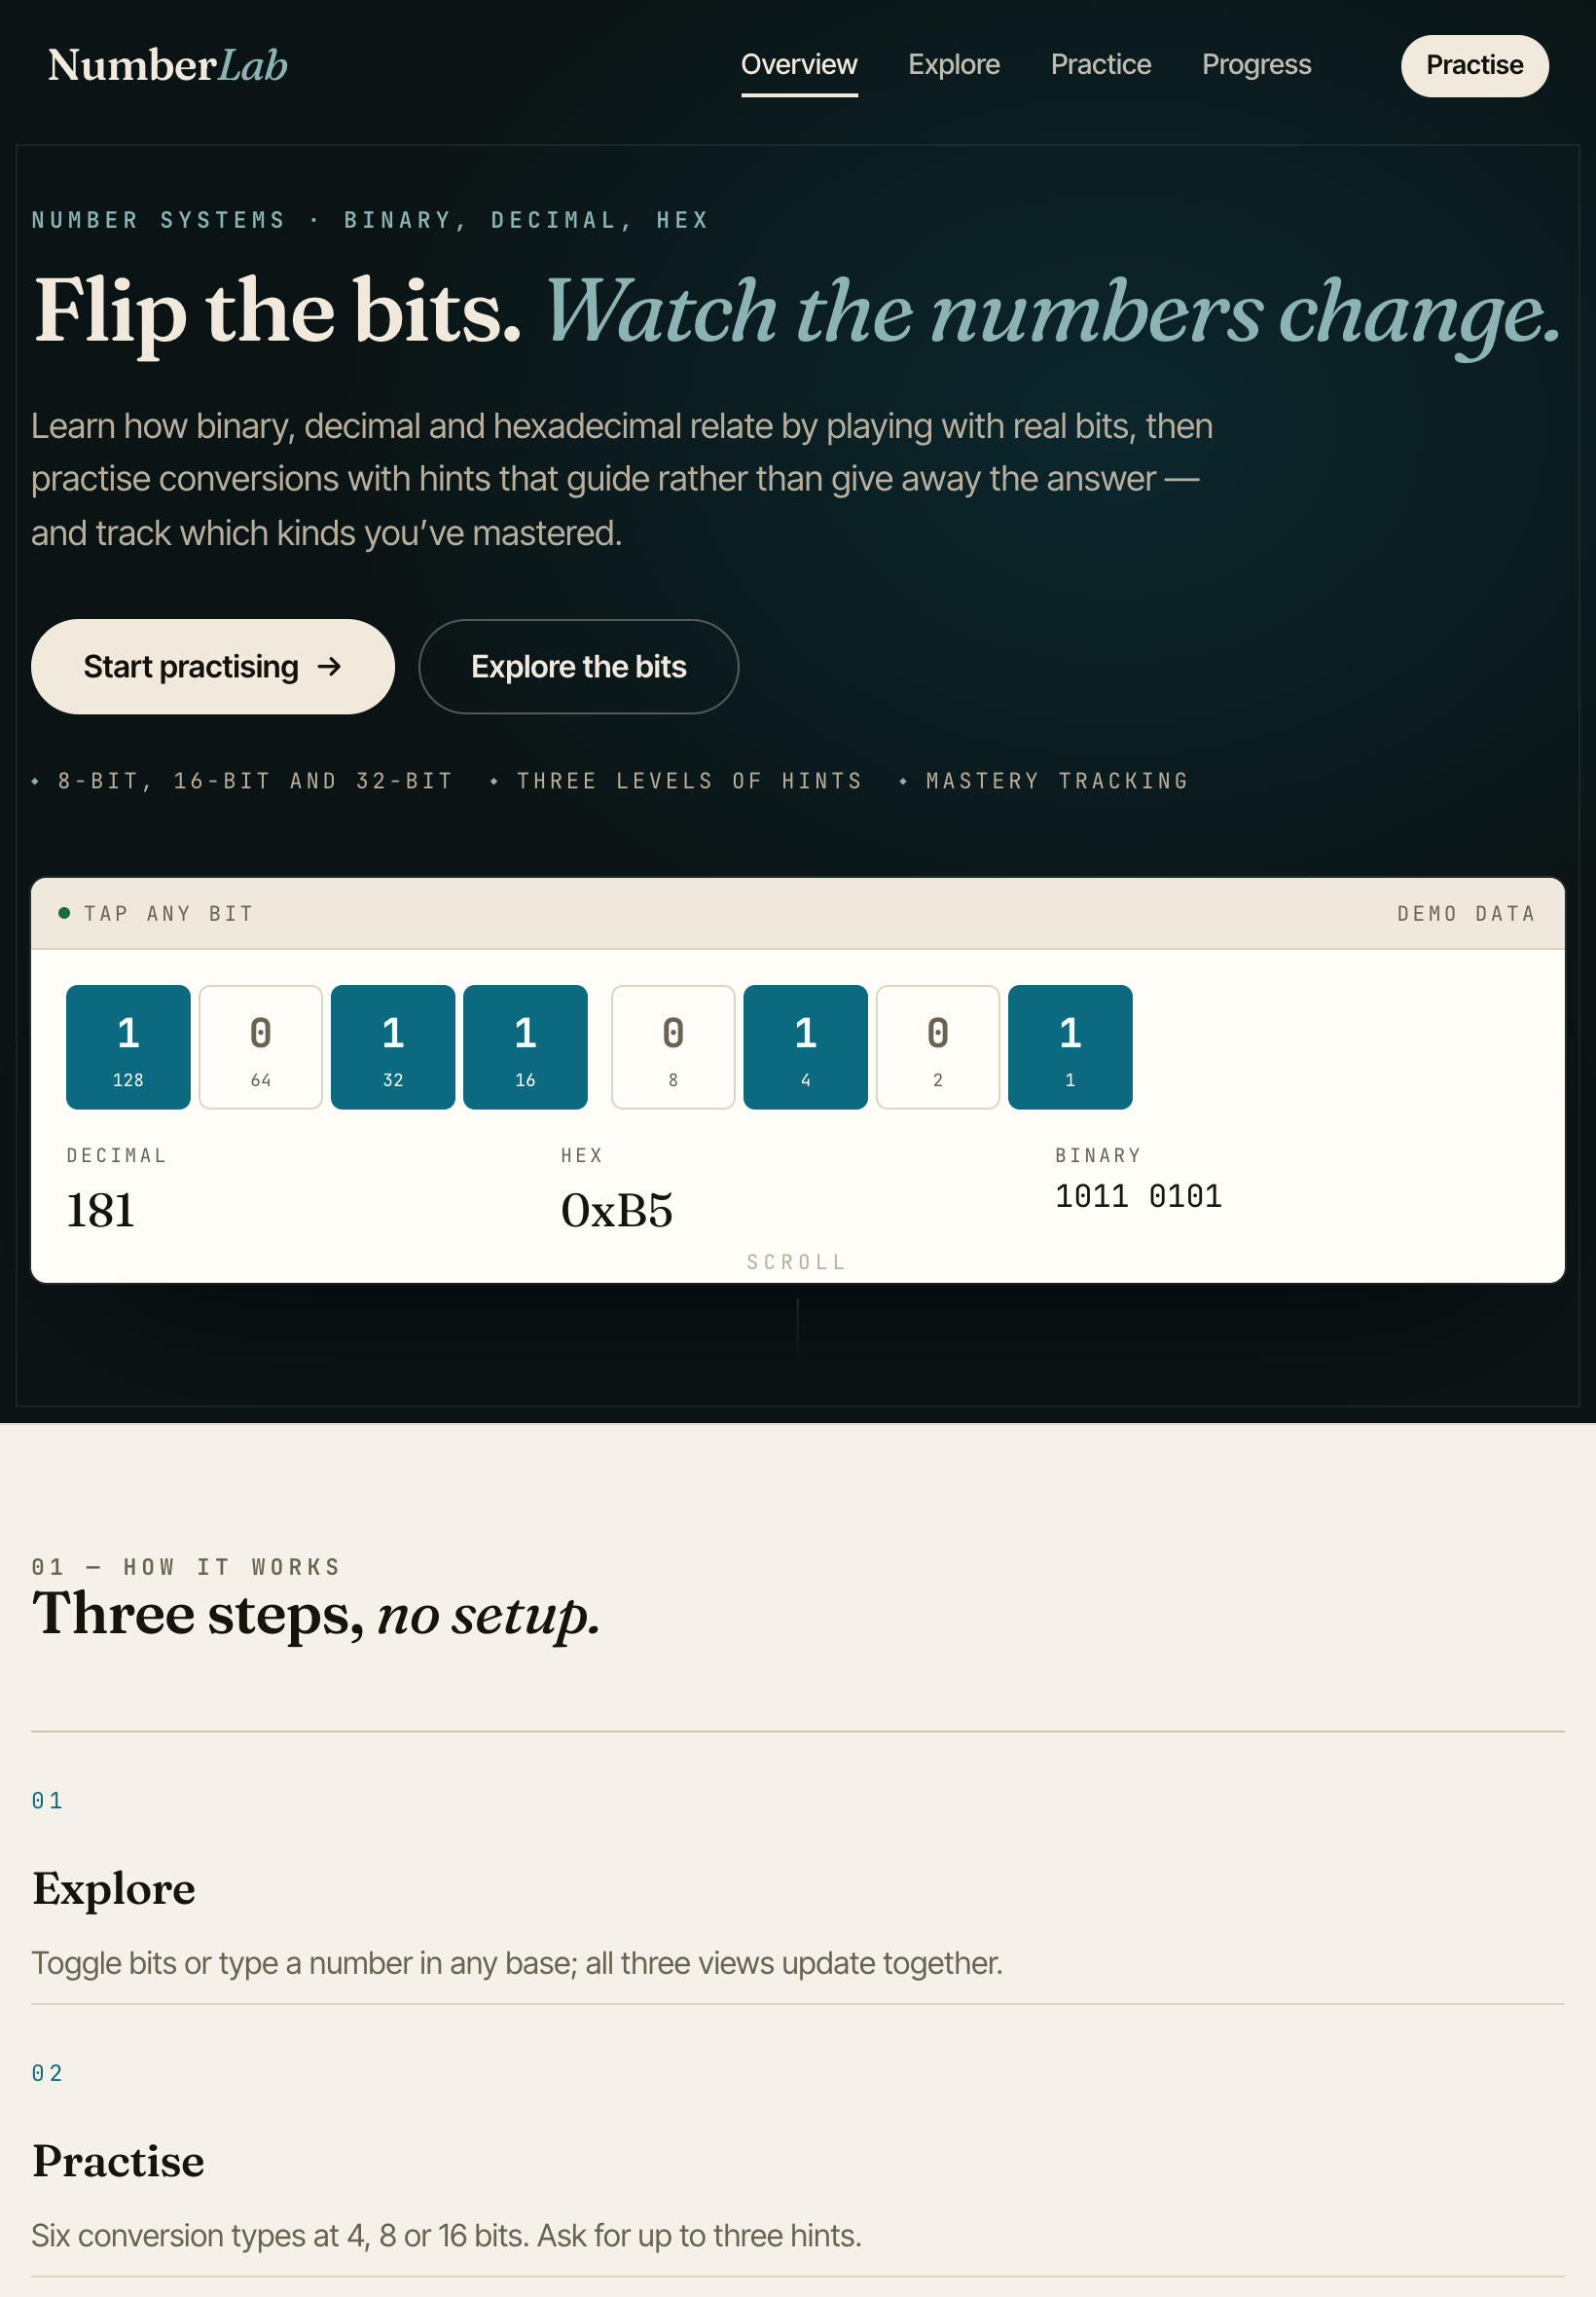 NumberLab
Overview Explore Practice Progress Practise
NUMBER SYSTEMS · BINARY, DECIMAL, HEX
Flip the bits. Watch the numbers change.
Learn how binary, decimal and hexadecimal relate by playing with real bits, then
practise conversions with hints that guide rather than give away the answer —
and track which kinds you’ve mastered.
Start practising → Explore the bits
◆ 8-BIT, 16-BIT AND 32-BIT ◆ THREE LEVELS OF HINTS ◆ MASTERY TRACKING
TAP ANY BIT DEMO DATA
1 0 1 1 0 1 0 1
128 64 32 16 8 4 2 1
DECIMAL HEX BINARY
181 0xB5 1011 0101
SCROLL
01 — HOW IT WORKS
Three steps, no setup.
01
Explore
Toggle bits or type a number in any base; all three views update together.
02
Practise
Six conversion types at 4, 8 or 16 bits. Ask for up to three hints.